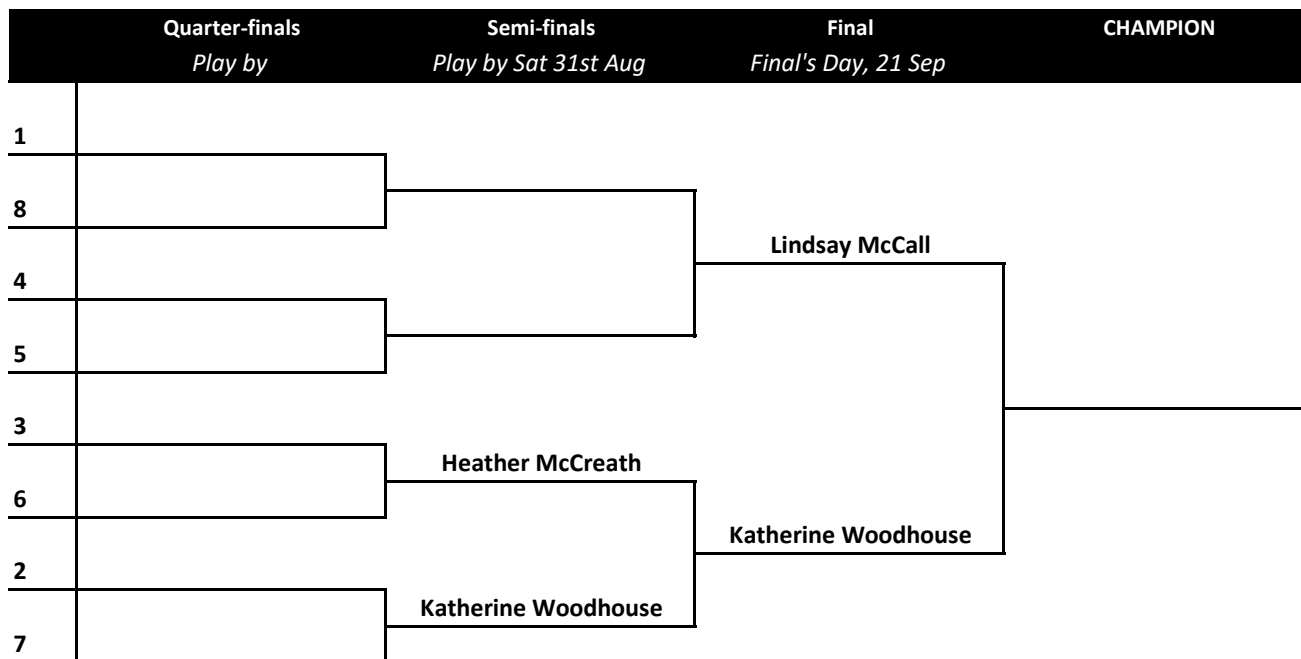 Quarter-finals Semi-finals Final CHAMPION
Play by Play by Sat 31st Aug Final's Day, 21 Sep
1
8
Lindsay McCall
4
5
3
Heather McCreath
6
Katherine Woodhouse
2
Katherine Woodhouse
7